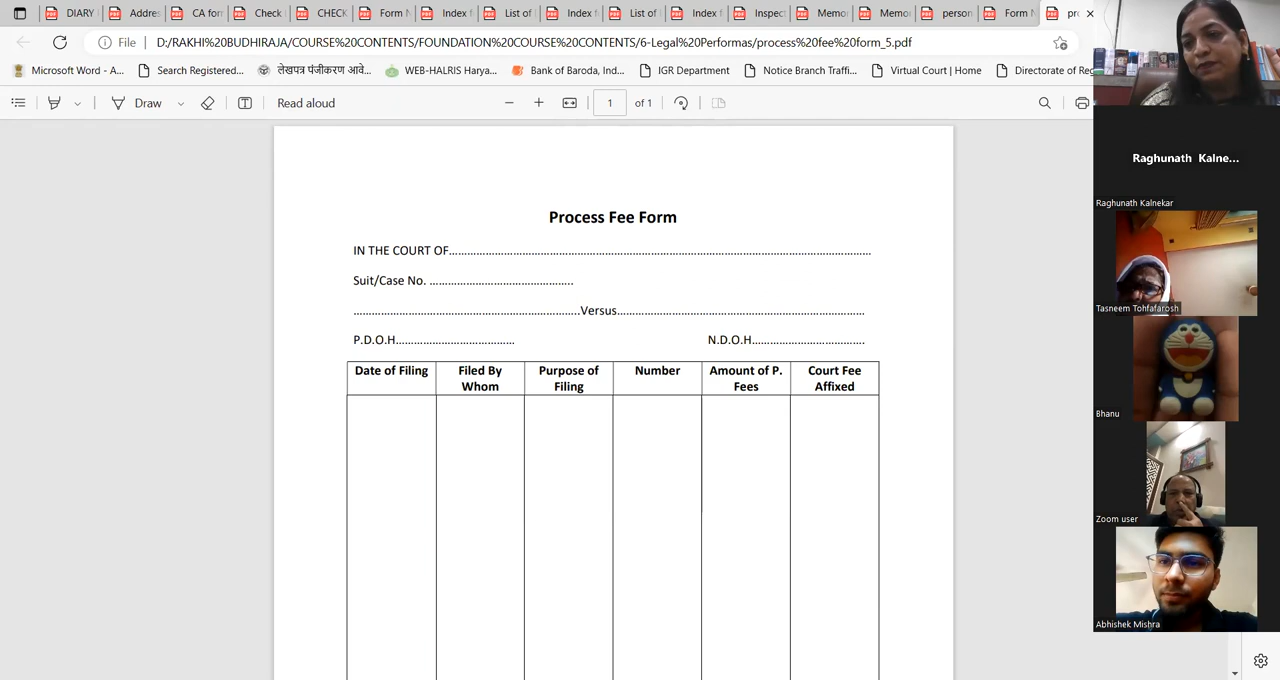 DIARY
Addre
CA for
Check
CHECK
Form N
Index f
List of
Index f
List of
Index f
Inspect
Memo
Memor
person
Form N
pr
File D:/RAKHI%20BUDHIRAJA/COURSE%20CONTENTS/FOUNDATION%20COURSE%20CONTENTS/6-Legal%20Performas/process%20fee%20form_5.pdf
Microsoft Word - A...
Search Registered...
लेखपत्र पंजीकरण आवे...
WEB-HALRIS Harya...
Bank of Baroda, Ind...
IGR Department
Notice Branch Traffi...
Virtual Court | Home
Directorate of Reg
Draw
Read aloud
1 of 1
Process Fee Form
IN THE COURT OF........................................................................................................................
Suit/Case No. ..............................................
........................................................................Versus..............................................................................
P.D.O.H.....................................
N.D.O.H...................................
Date of Filing
Filed By Whom
Purpose of Filing
Number
Amount of P. Fees
Court Fee Affixed
Raghunath Kalne...
Raghunath Kalnekar
Tasneem Tohfafarosh
Bhanu
Zoom user
Abhishek Mishra